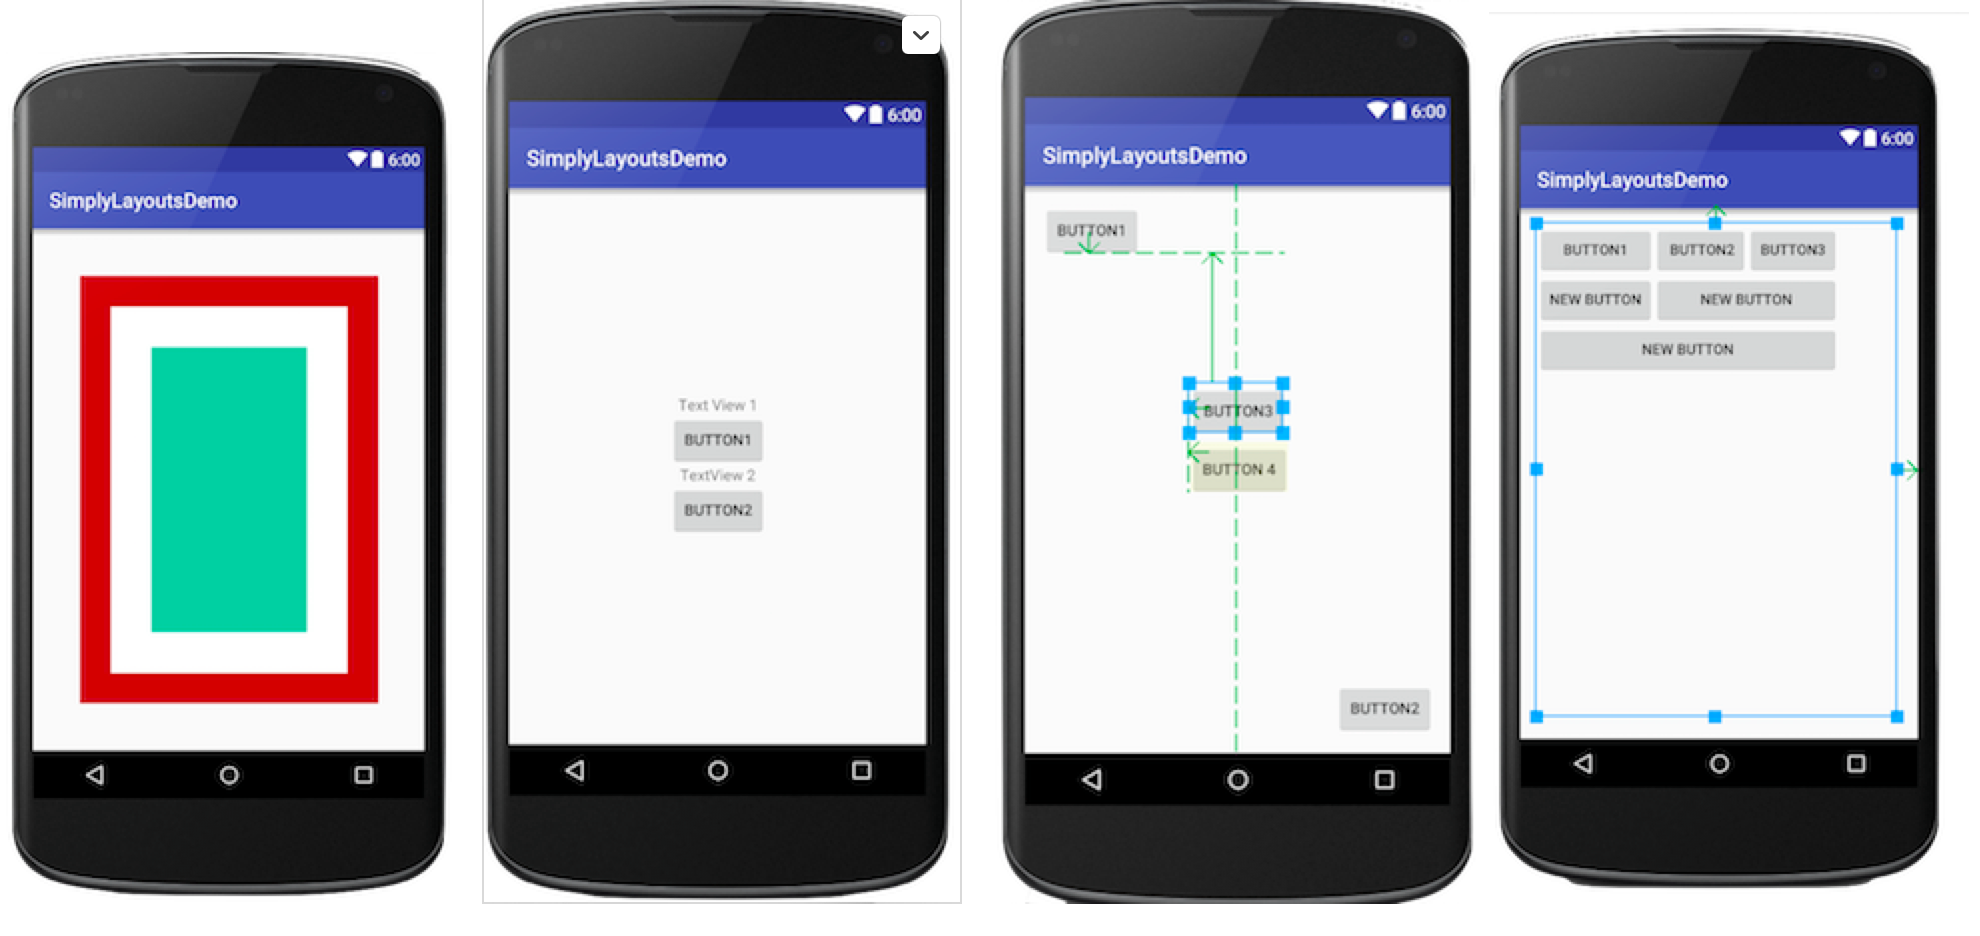 6:00
SimplyLayoutsDemo
6:00
SimplyLayoutsDemo
Text View 1
BUTTON1
TextView 2
BUTTON2
6:00
SimplyLayoutsDemo
BUTTON1
BUTTON3
BUTTON 4
BUTTON2
6:00
SimplyLayoutsDemo
BUTTON1 BUTTON2 BUTTON3
NEW BUTTON NEW BUTTON
NEW BUTTON